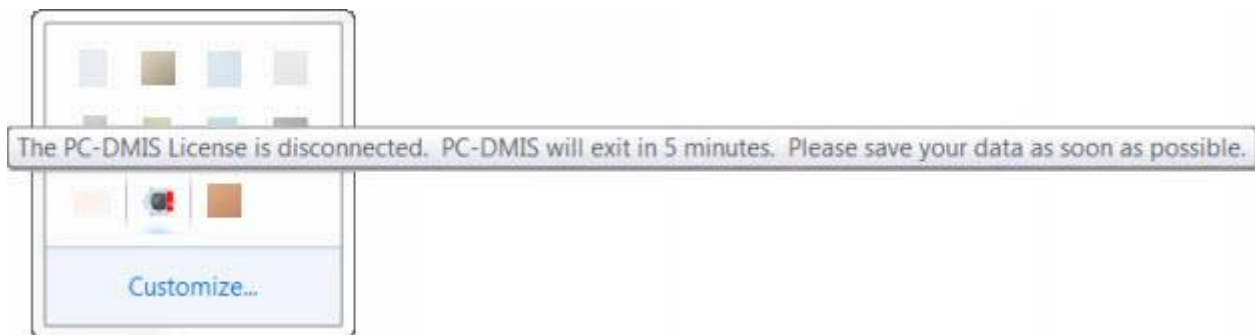 The PC-DMIS License is disconnected.  PC-DMIS will exit in 5 minutes.  Please save your data as soon as possible.
Customize...